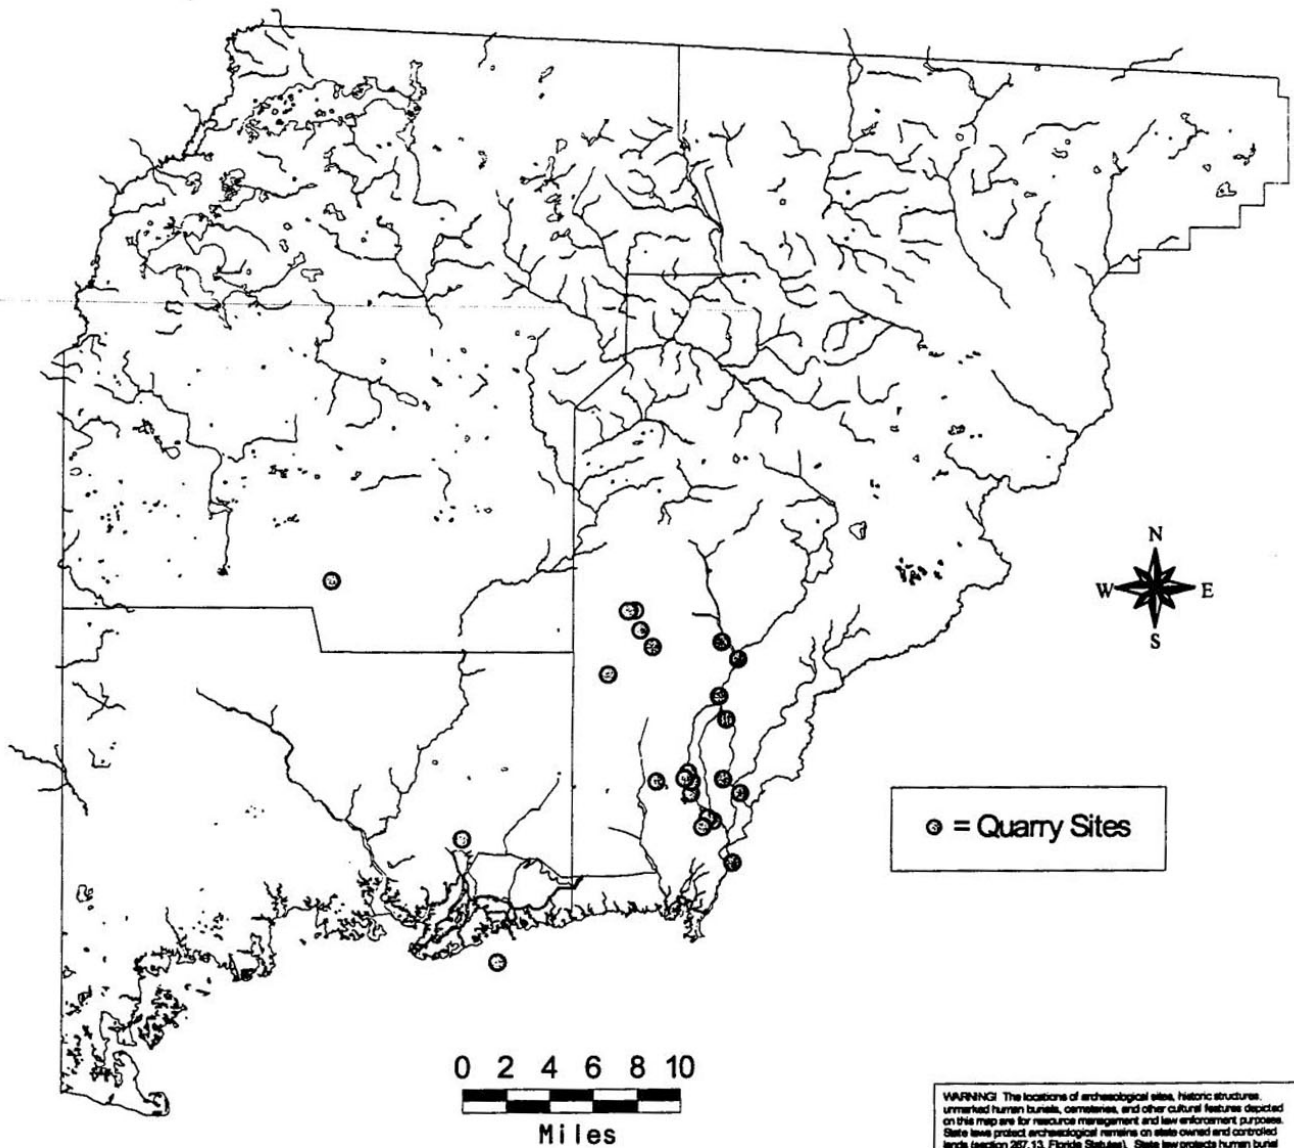 N
W E
S
= Quarry Sites
0 2 4 6 8 10
Miles
WARNING! The locations of archaeological sites, historic structures,
unmarked human burials, cemeteries, and other cultural features depicted
on this map are for resource management and law enforcement purposes.
State laws protect archaeological remains on state owned and controlled
lands (section 267.13, Florida Statutes). State law protects human burial